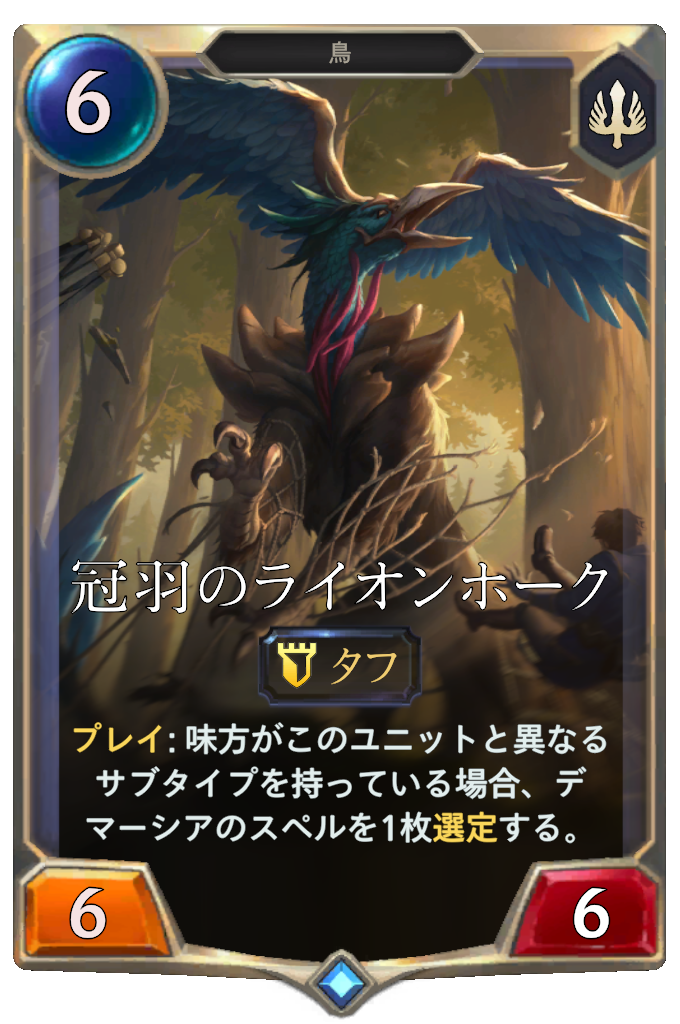 鳥
6
冠羽のライオンホーク
タフ
プレイ: 味方がこのユニットと異なる
サブタイプを持っている場合、デ
マーシアのスペルを1枚選定する。
6
6